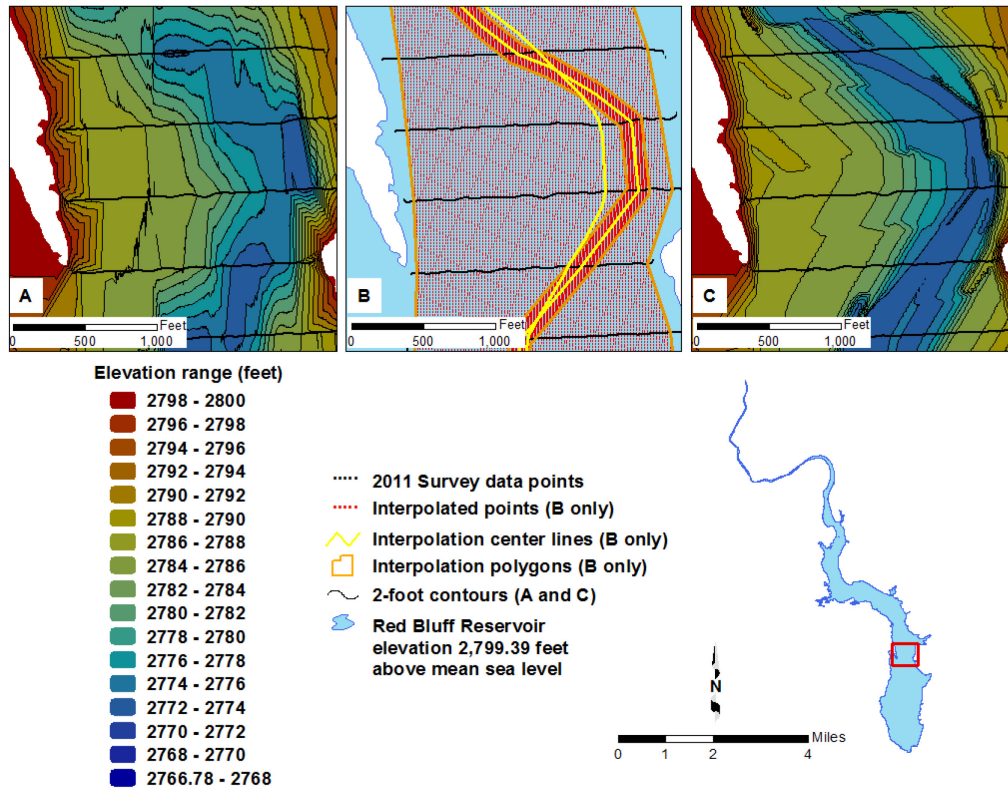 A
Feet
0 500 1,000
B
Feet
0 500 1,000
C
Feet
0 500 1,000
Elevation range (feet)
2798 - 2800
2796 - 2798
2794 - 2796
2792 - 2794
2790 - 2792
2788 - 2790
2786 - 2788
2784 - 2786
2782 - 2784
2780 - 2782
2778 - 2780
2776 - 2778
2774 - 2776
2772 - 2774
2770 - 2772
2768 - 2770
2766.78 - 2768
2011 Survey data points
Interpolated points (B only)
Interpolation center lines (B only)
Interpolation polygons (B only)
2-foot contours (A and C)
Red Bluff Reservoir
elevation 2,799.39 feet
above mean sea level
N
Miles
0 1 2 4